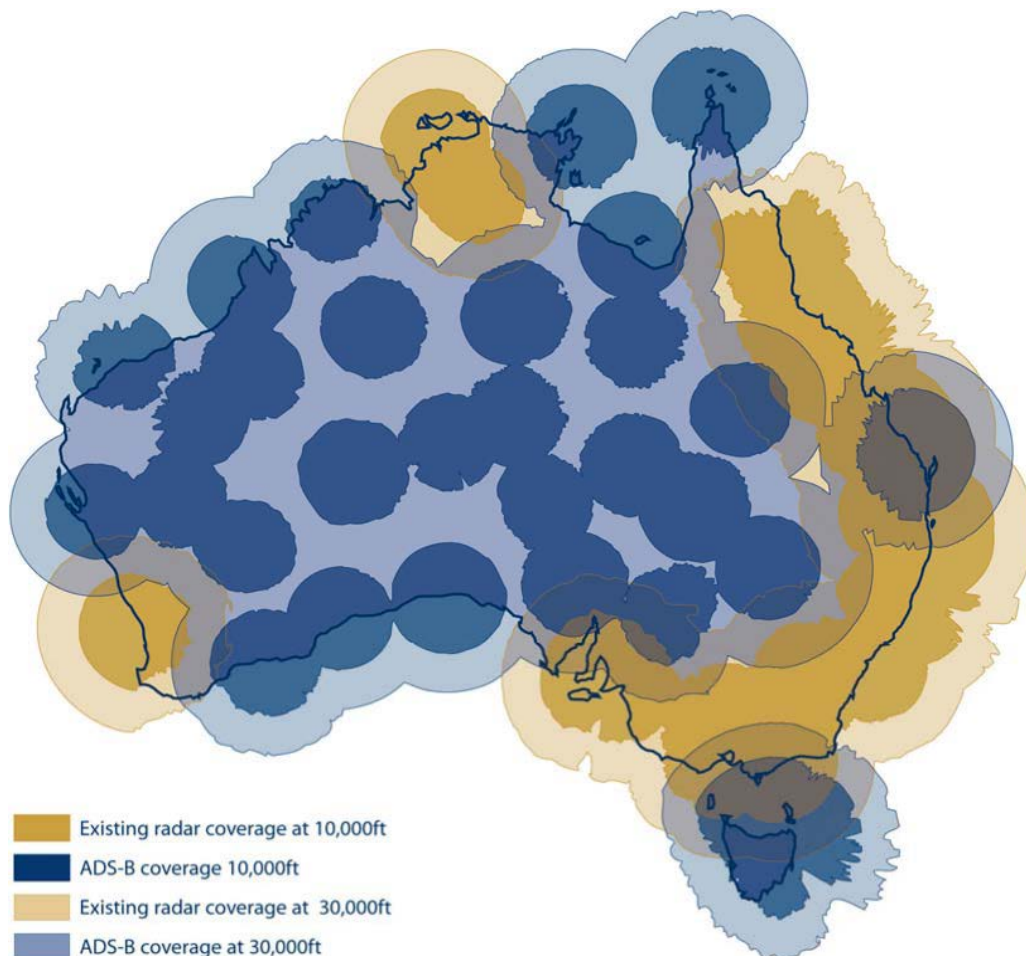 Existing radar coverage at 10,000ft
ADS-B coverage 10,000ft
Existing radar coverage at 30,000ft
ADS-B coverage at 30,000ft